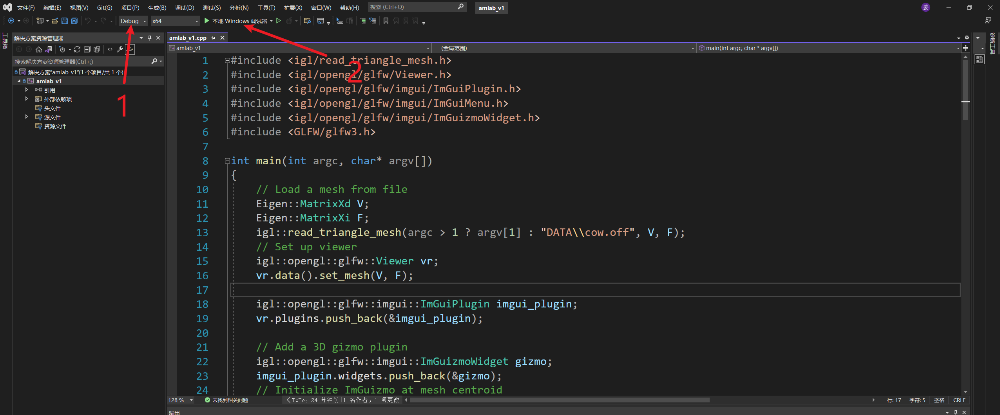 文件(F) 编辑(E) 视图(V) Git(G) 项目(P) 生成(B) 调试(D) 测试(S) 分析(N) 工具(T) 扩展(X) 窗口(W) 帮助(H) 搜索 (Ctrl+Q) amlab_v1 姜
Debug x64 本地 Windows 调试器
工具箱
解决方案资源管理器
搜索解决方案资源管理器(Ctrl+;)
解决方案"amlab_v1"(1 个项目/共 1 个)
amlab_v1
引用
外部依赖项
头文件
源文件
资源文件
1
2
amlab_v1.cpp
amlab_v1 (全局范围) main(int argc, char * argv[])
1 #include <igl/read_triangle_mesh.h>
2 #include <igl/opengl/glfw/Viewer.h>
3 #include <igl/opengl/glfw/imgui/ImGuiPlugin.h>
4 #include <igl/opengl/glfw/imgui/ImGuiMenu.h>
5 #include <igl/opengl/glfw/imgui/ImGuizmoWidget.h>
6 #include <GLFW/glfw3.h>
7
8 int main(int argc, char* argv[])
9 {
10 // Load a mesh from file
11 Eigen::MatrixXd V;
12 Eigen::MatrixXi F;
13 igl::read_triangle_mesh(argc > 1 ? argv[1] : "DATA\\cow.off", V, F);
14 // Set up viewer
15 igl::opengl::glfw::Viewer vr;
16 vr.data().set_mesh(V, F);
17
18 igl::opengl::glfw::imgui::ImGuiPlugin imgui_plugin;
19 vr.plugins.push_back(&imgui_plugin);
20
21 // Add a 3D gizmo plugin
22 igl::opengl::glfw::imgui::ImGuizmoWidget gizmo;
23 imgui_plugin.widgets.push_back(&gizmo);
24 // Initialize ImGuizmo at mesh centroid
128 % 未找到相关问题 ToTo, 24 分钟前|1 名作者, 1 项更改 行: 17 字符: 5 空格 CRLF
输出
诊断工具